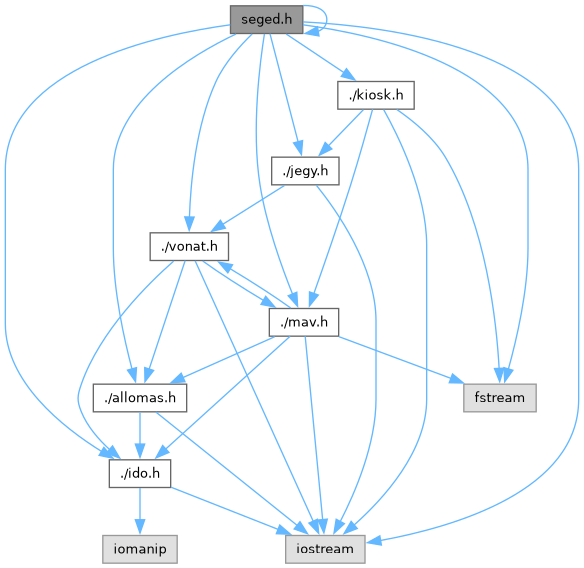 seged.h
./kiosk.h
./jegy.h
./vonat.h
./mav.h
./allomas.h
fstream
./ido.h
iomanip
iostream